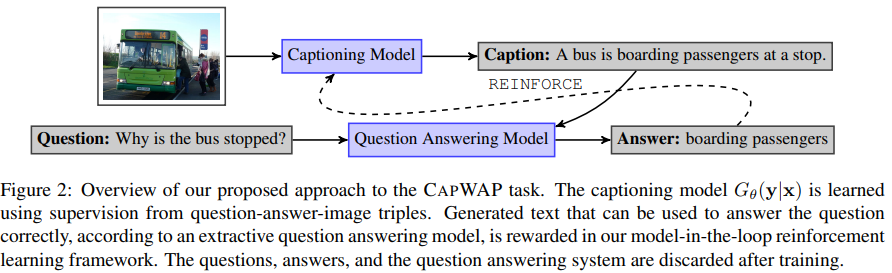 Captioning Model
Caption: A bus is boarding passengers at a stop.
REINFORCE
Question: Why is the bus stopped?
Question Answering Model
Answer: boarding passengers
Figure 2: Overview of our proposed approach to the CAPWAP task. The captioning model Gθ(y|x) is learned
using supervision from question-answer-image triples. Generated text that can be used to answer the question
correctly, according to an extractive question answering model, is rewarded in our model-in-the-loop reinforcement
learning framework. The questions, answers, and the question answering system are discarded after training.